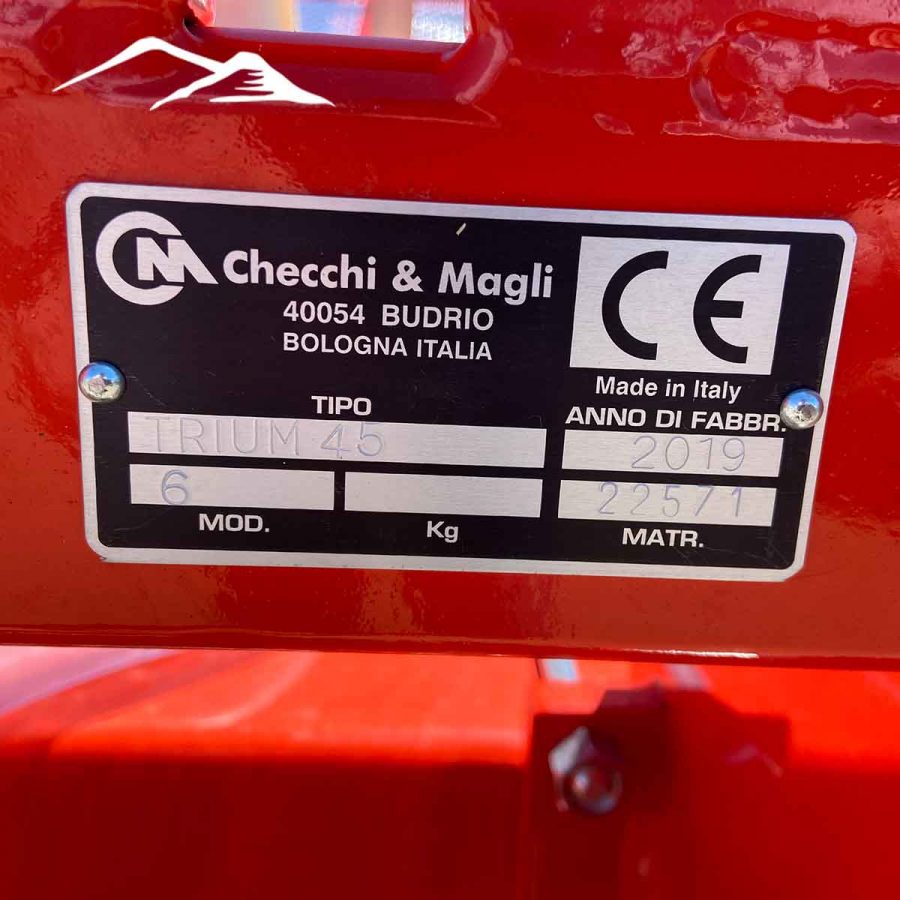 CM Checchi & Magli
40054 BUDRIO
BOLOGNA ITALIA
CE
Made in Italy
TIPO
ANNO DI FABBR.
TRIUM 45
2019
6
22571
MOD.
Kg
MATR.